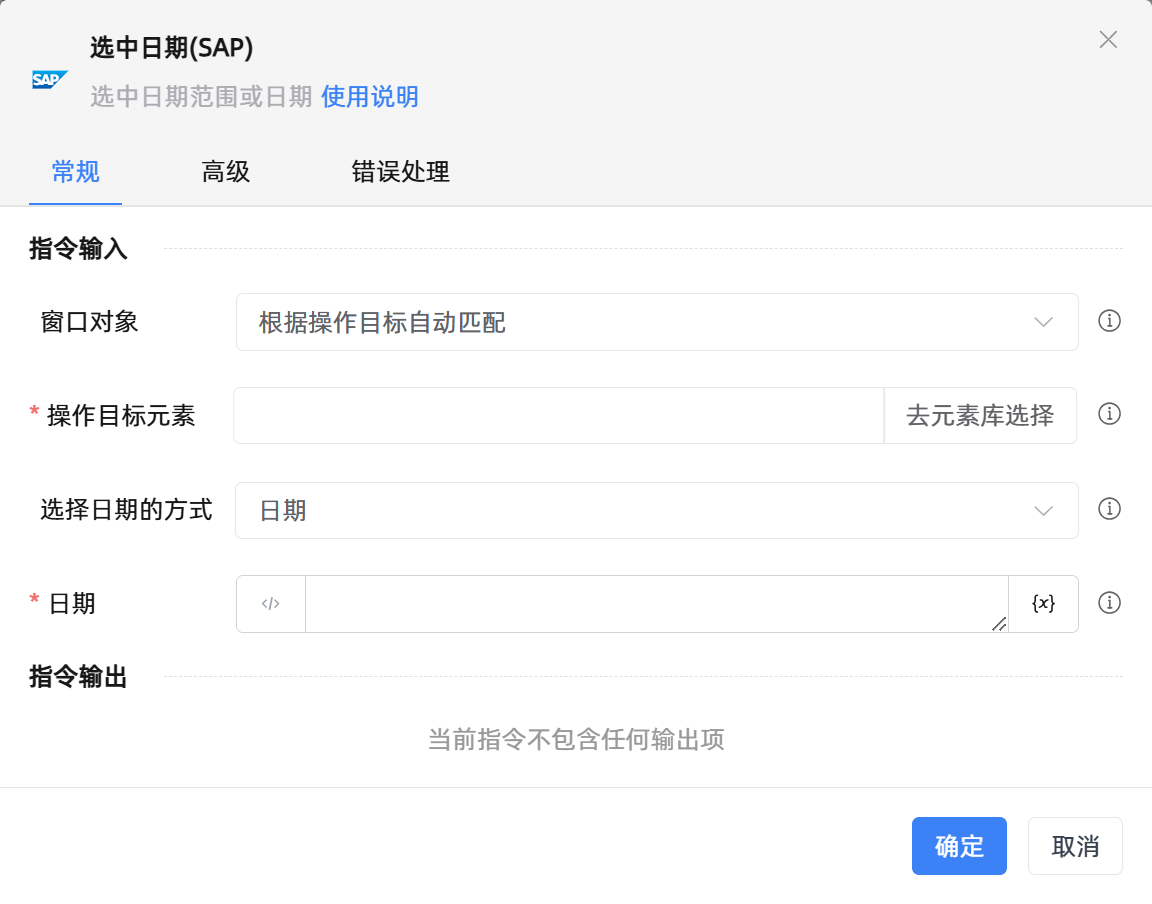 选中日期(SAP)
SAP
选中日期范围或日期 使用说明
常规 高级 错误处理
指令输入
窗口对象 根据操作目标自动匹配
* 操作目标元素 去元素库选择
选择日期的方式 日期
* 日期 </> {x}
指令输出
当前指令不包含任何输出项
确定 取消